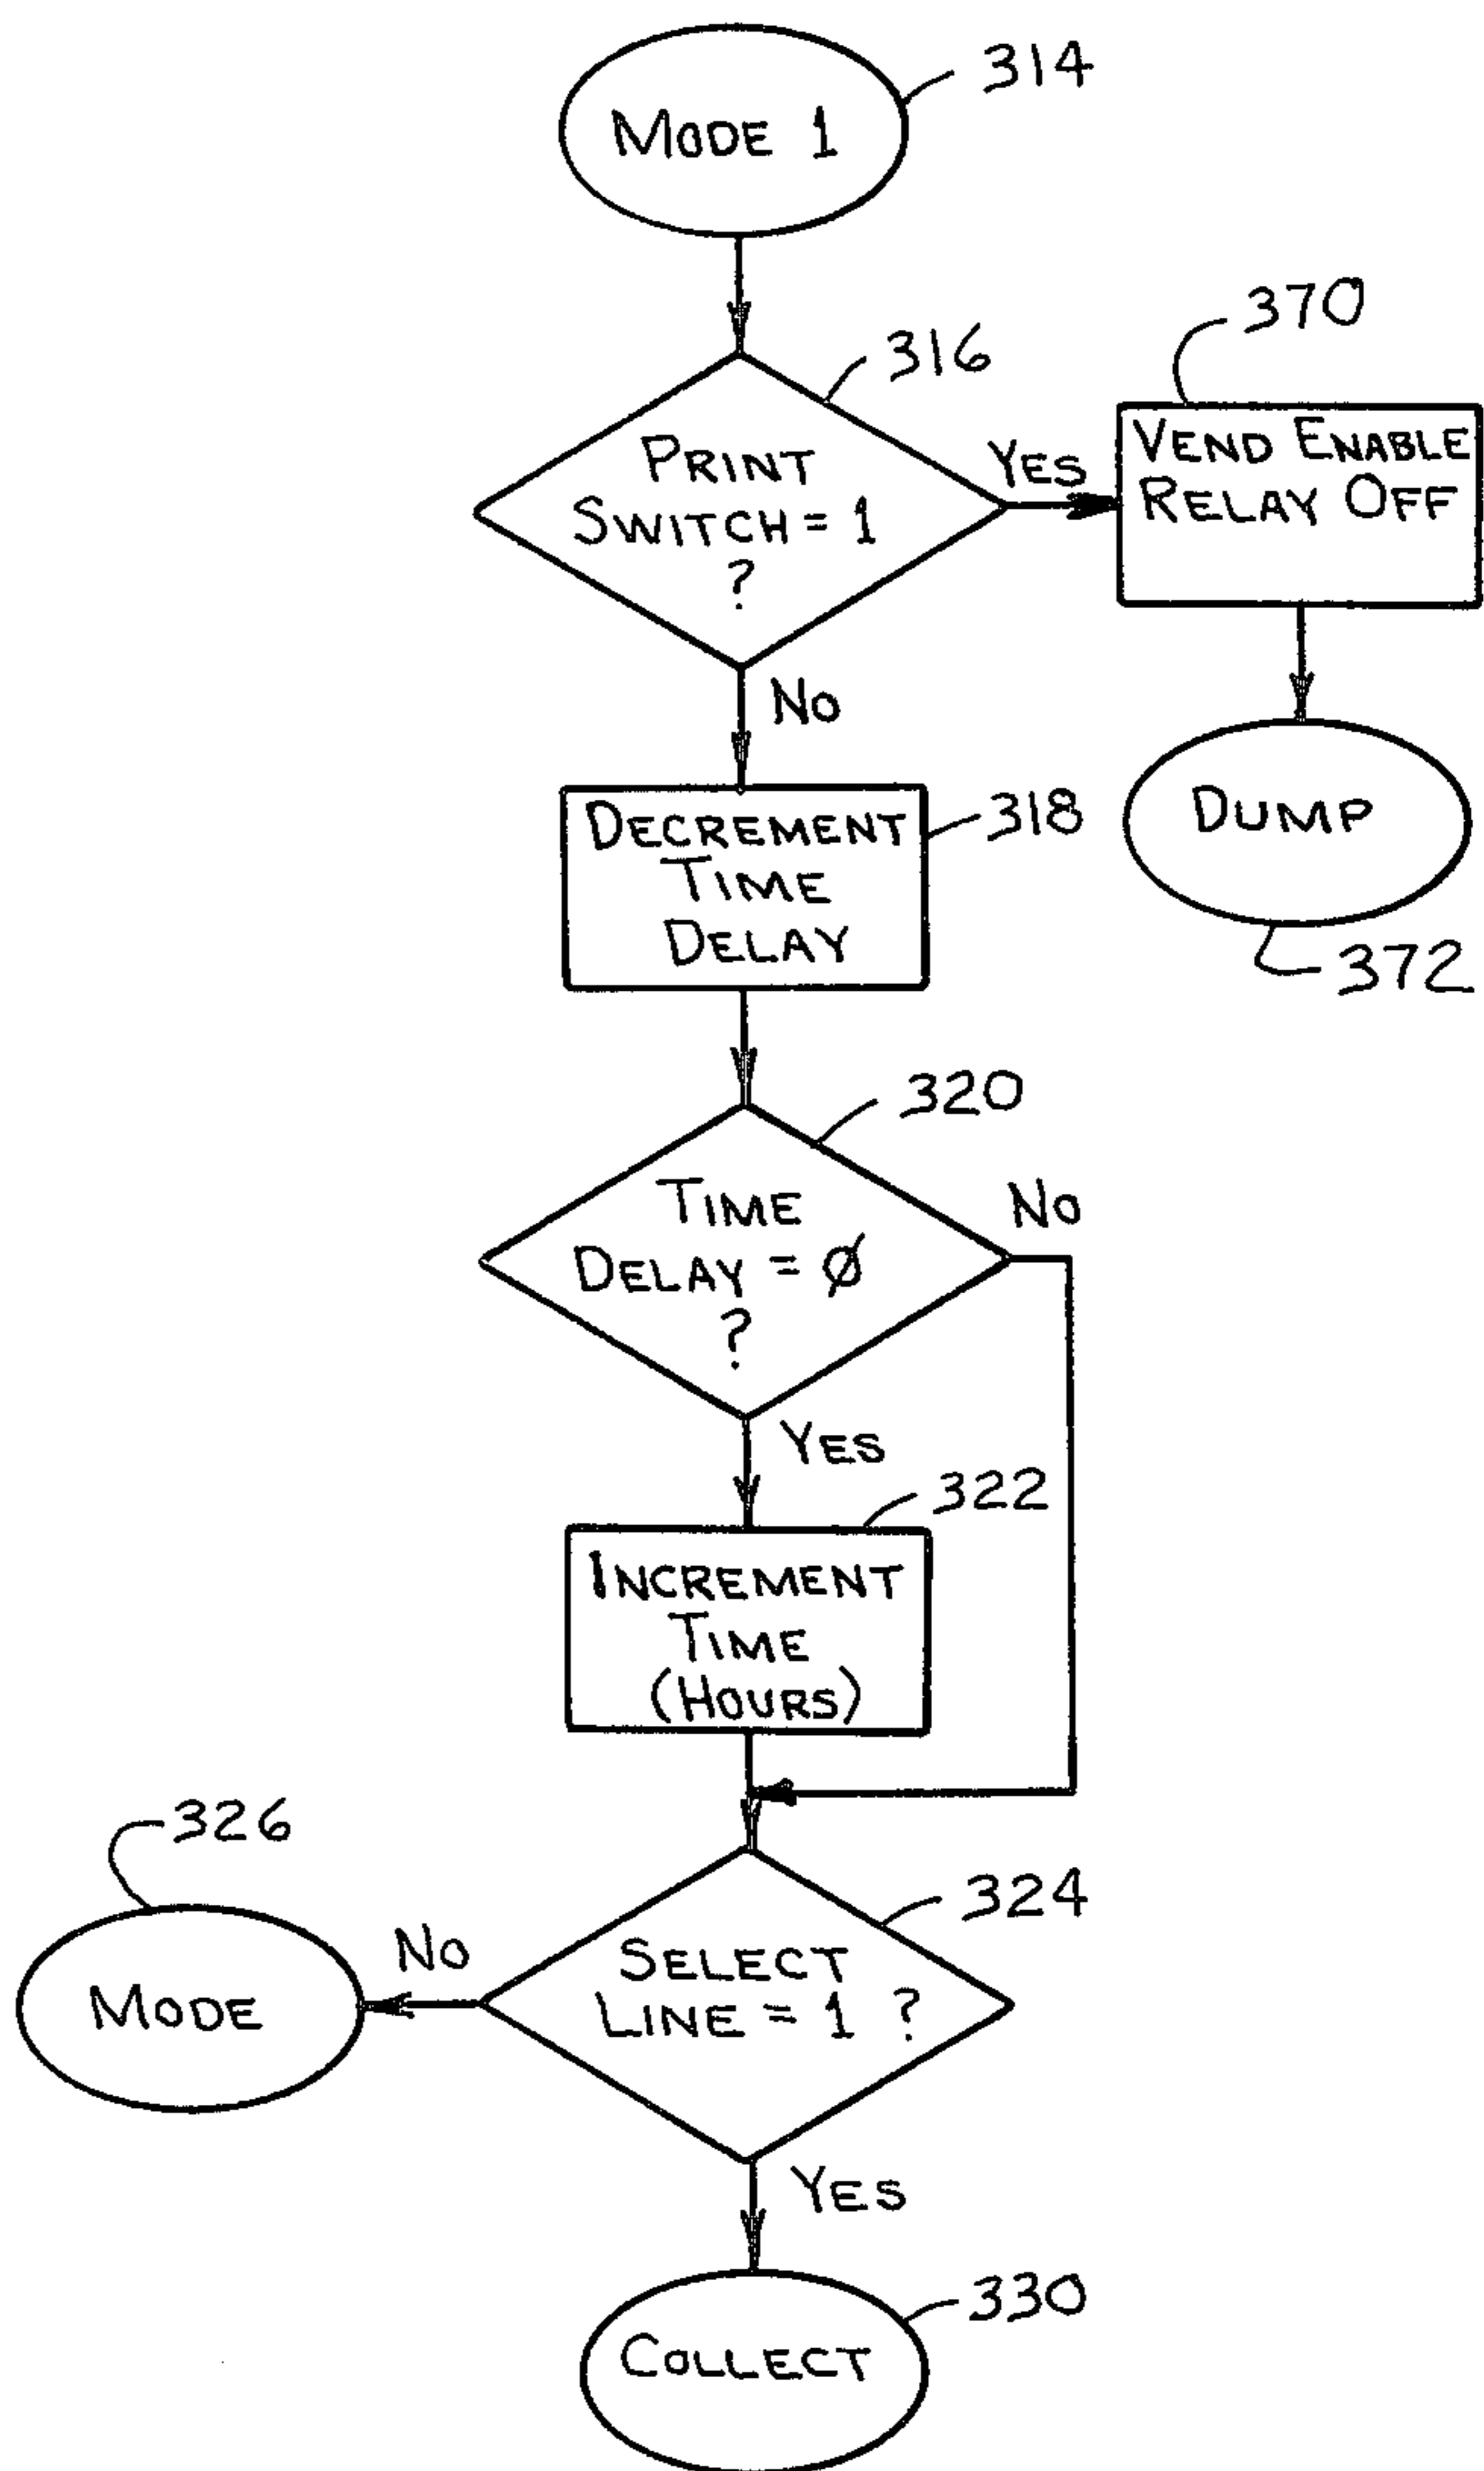 MODE 1
314
316
370
PRINT
SWITCH = 1
?
YES
VEND ENABLE
RELAY OFF
NO
DECREMENT
TIME
DELAY
318
DUMP
372
320
TIME
DELAY = Ø
?
NO
YES
322
INCREMENT
TIME
(HOURS)
326
324
MODE
NO
SELECT
LINE = 1 ?
YES
330
COLLECT